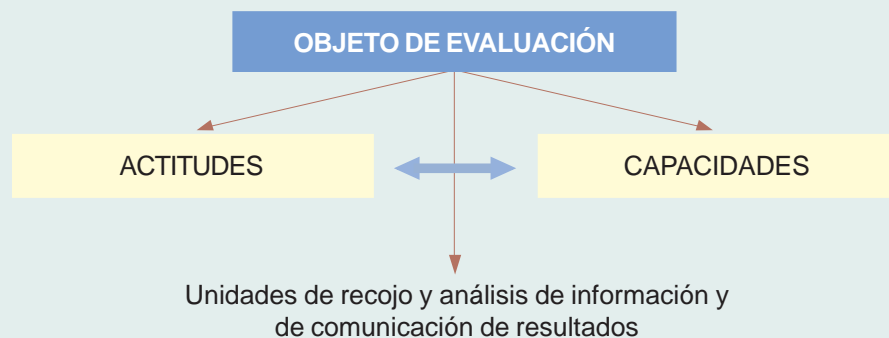 OBJETO DE EVALUACIÓN
ACTITUDES
CAPACIDADES
Unidades de recojo y análisis de información y
de comunicación de resultados